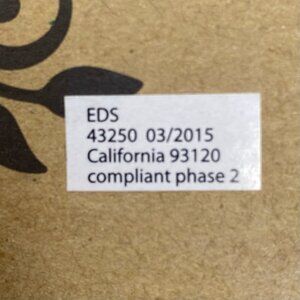 EDS
43250 03/2015
California 93120
compliant phase 2